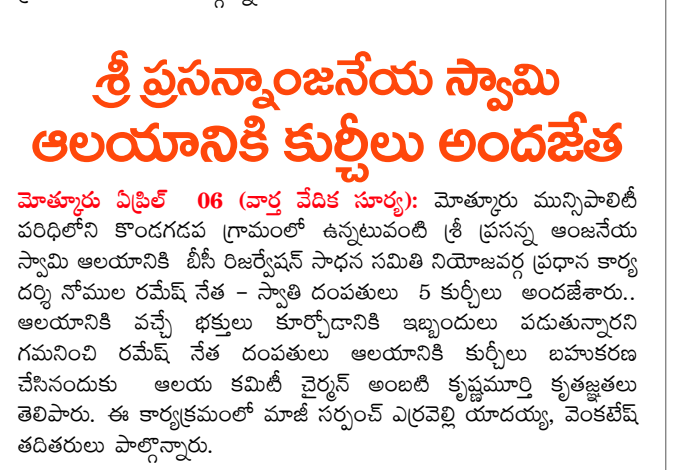 శ్రీ ప్రసన్నాంజనేయ స్వామి
ఆలయానికి కుర్చీలు అందజేత
మోత్కూరు ఏప్రిల్ 06 (వార్త వేదిక సూర్య): మోత్కూరు మున్సిపాలిటీ
పరిధిలోని కొండగడప గ్రామంలో ఉన్నటువంటి శ్రీ ప్రసన్న ఆంజనేయ
స్వామి ఆలయానికి బీసీ రిజర్వేషన్ సాధన సమితి నియోజవర్గ ప్రధాన కార్య
దర్శి నోముల రమేష్ నేత - స్వాతి దంపతులు 5 కుర్చీలు అందజేశారు..
ఆలయానికి వచ్చే భక్తులు కూర్చోడానికి ఇబ్బందులు పడుతున్నారని
గమనించి రమేష్ నేత దంపతులు ఆలయానికి కుర్చీలు బహుకరణ
చేసినందుకు ఆలయ కమిటీ చైర్మన్ అంబటి కృష్ణమూర్తి కృతజ్ఞతలు
తెలిపారు. ఈ కార్యక్రమంలో మాజీ సర్పంచ్ ఎర్రవెల్లి యాదయ్య, వెంకటేష్
తదితరులు పాల్గొన్నారు.